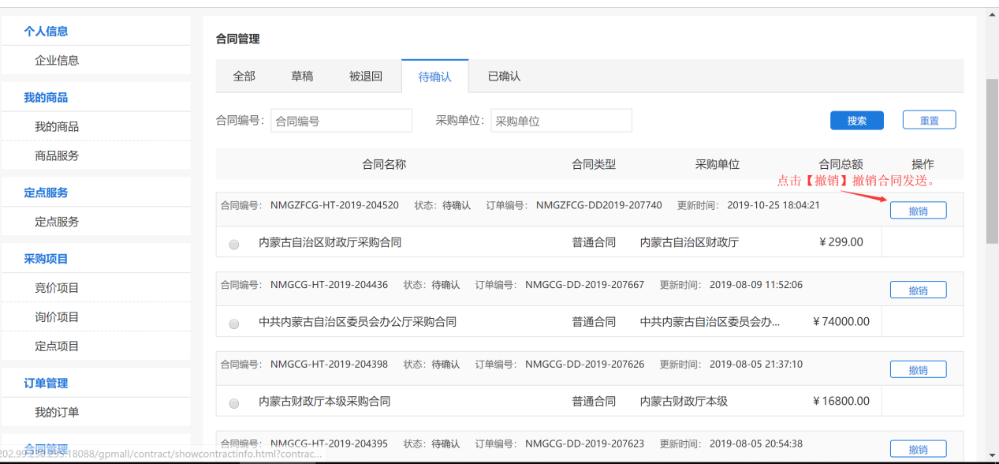 个人信息
企业信息
我的商品
我的商品
商品服务
定点服务
定点服务
采购项目
竞价项目
询价项目
定点项目
订单管理
我的订单
合同管理
合同管理
全部 草稿 被退回 待确认 已确认
合同编号： 合同编号 采购单位： 采购单位 搜索 重置
合同名称 合同类型 采购单位 合同总额 操作
点击【撤销】撤销合同发送。
合同编号： NMGZFCG-HT-2019-204520 状态：待确认 订单编号： NMGZFCG-DD2019-207740 更新时间： 2019-10-25 18:04:21 撤销
内蒙古自治区财政厅采购合同 普通合同 内蒙古自治区财政厅 ¥299.00
合同编号： NMGCG-HT-2019-204436 状态：待确认 订单编号： NMGCG-DD-2019-207667 更新时间： 2019-08-09 11:52:06 撤销
中共内蒙古自治区委员会办公厅采购合同 普通合同 中共内蒙古自治区委员会办... ¥74000.00
合同编号： NMGCG-HT-2019-204398 状态：待确认 订单编号： NMGCG-DD-2019-207626 更新时间： 2019-08-05 21:37:10 撤销
内蒙古财政厅本级采购合同 普通合同 内蒙古财政厅本级 ¥16800.00
合同编号： NMGCG-HT-2019-204395 状态：待确认 订单编号： NMGCG-DD-2019-207623 更新时间： 2019-08-05 20:54:38 撤销
:18088/gpmall/contract/showcontractinfo.html?contrac...